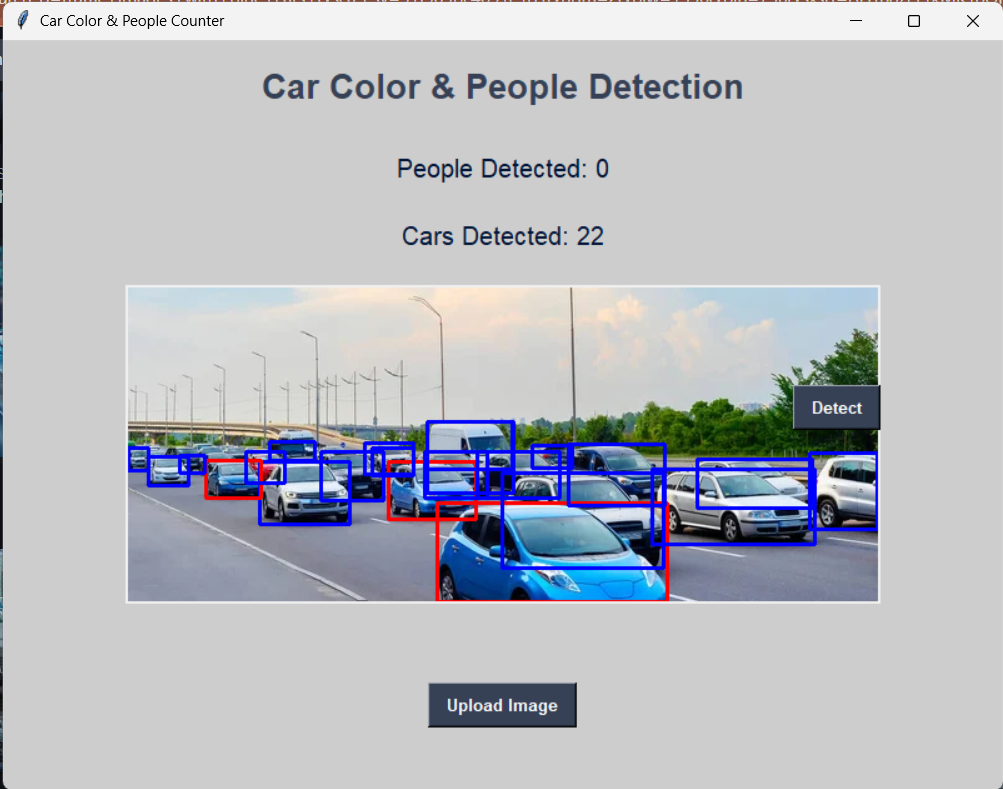 Car Color & People Counter
Car Color & People Detection
People Detected: 0
Cars Detected: 22
Detect
Upload Image